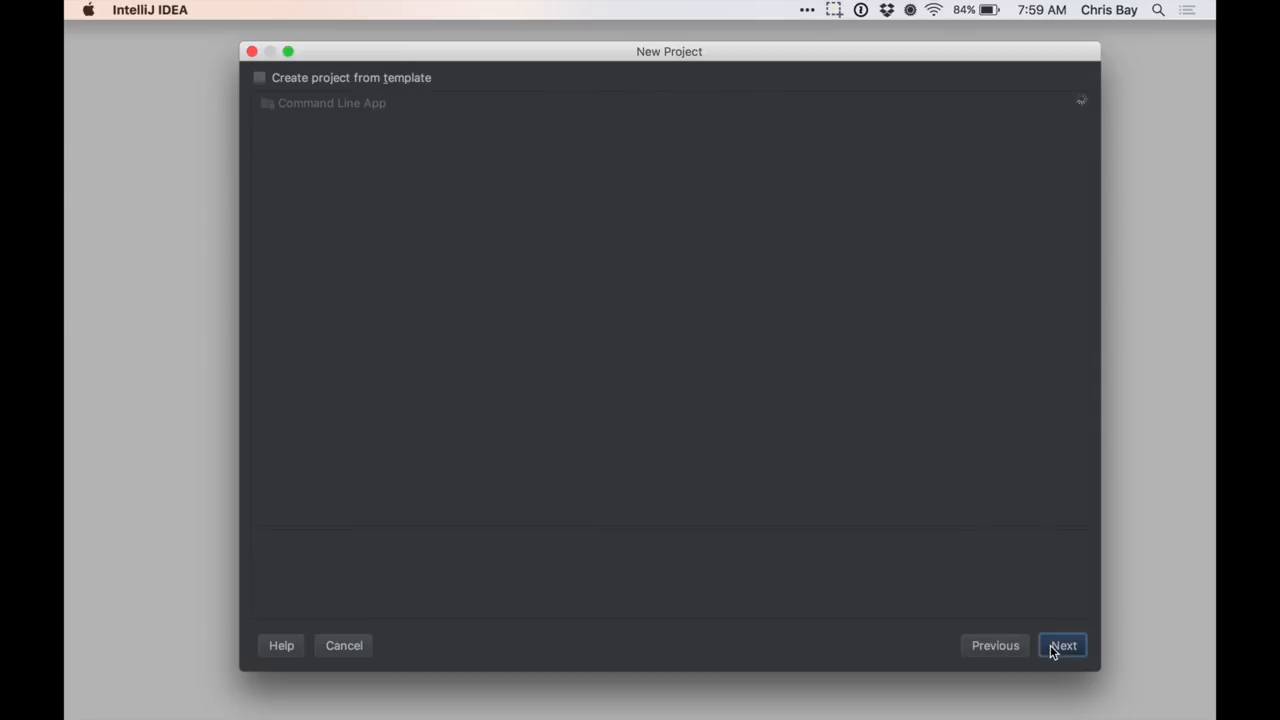 IntelliJ IDEA
84%
7:59 AM
Chris Bay
New Project
Create project from template
Command Line App
Help
Cancel
Previous
Next